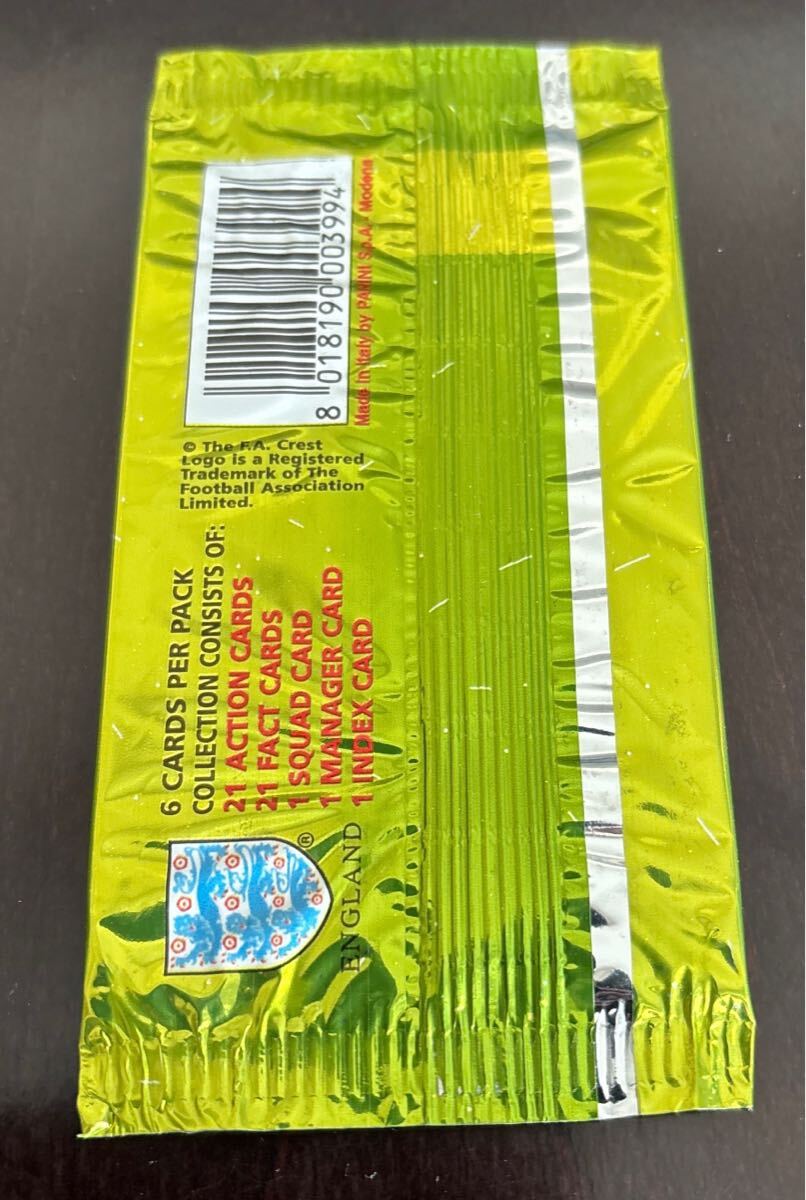 6 CARDS PER PACK
COLLECTION CONSISTS OF:
21 ACTION CARDS
21 FACT CARDS
1 SQUAD CARD
1 MANAGER CARD
1 INDEX CARD
ENGLAND
®
© The F.A. Crest
Logo is a Registered
Trademark of The
Football Association
Limited.
8 018190 003994
Made in Italy by PANINI S.p.A. - Modena